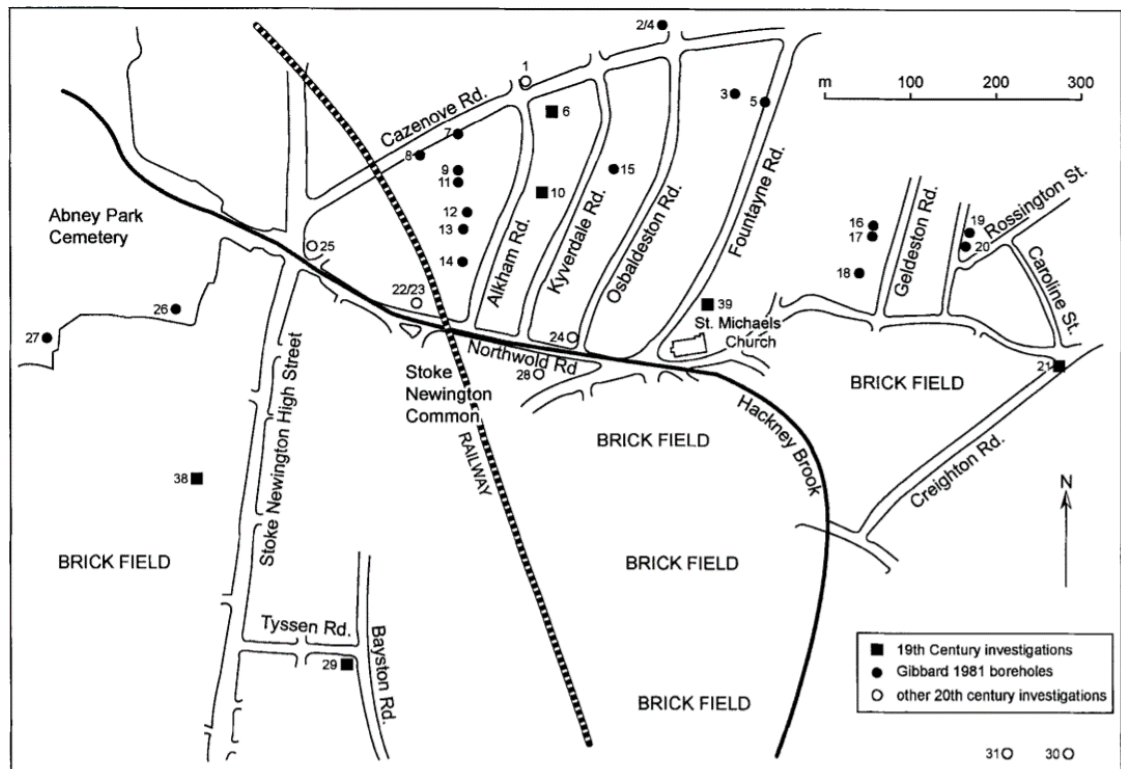 2/4
1
m 100 200 300
Cazenove Rd.
3
5
6
7
8
9
11
15
10
12
13
14
Abney Park
Cemetery
25
Alkham Rd.
Kyverdale Rd.
Osbaldeston Rd.
Fountayne Rd.
16
17
18
Geldeston Rd.
19
20
Rossington St.
Caroline St.
22/23
26
27
39
St. Michaels
Church
24
Northwold Rd
28
21
Stoke
Newington
Common
BRICK FIELD
BRICK FIELD
Hackney Brook
Creighton Rd.
RAILWAY
Stoke Newington High Street
38
N
BRICK FIELD
BRICK FIELD
Tyssen Rd.
Bayston Rd.
29
19th Century investigations
Gibbard 1981 boreholes
other 20th century investigations
BRICK FIELD
31
30